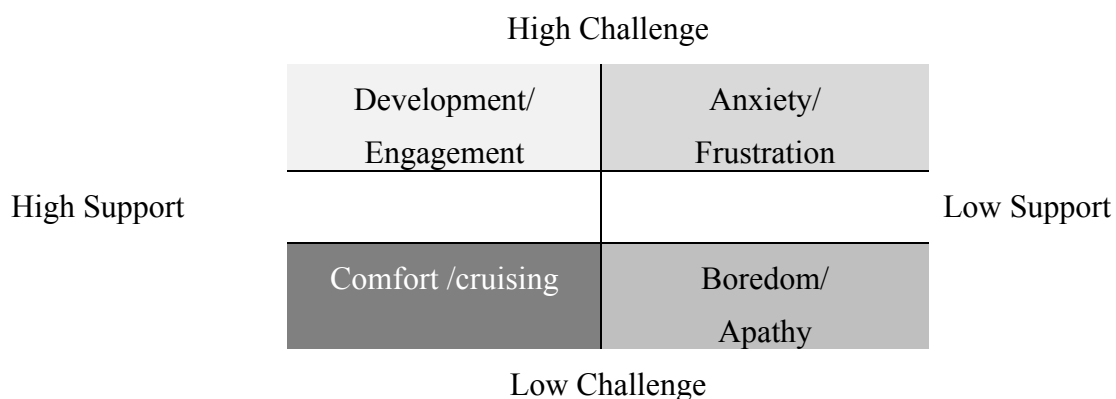 High Challenge
Development/
Engagement
Anxiety/
Frustration
High Support
Low Support
Comfort /cruising
Boredom/
Apathy
Low Challenge